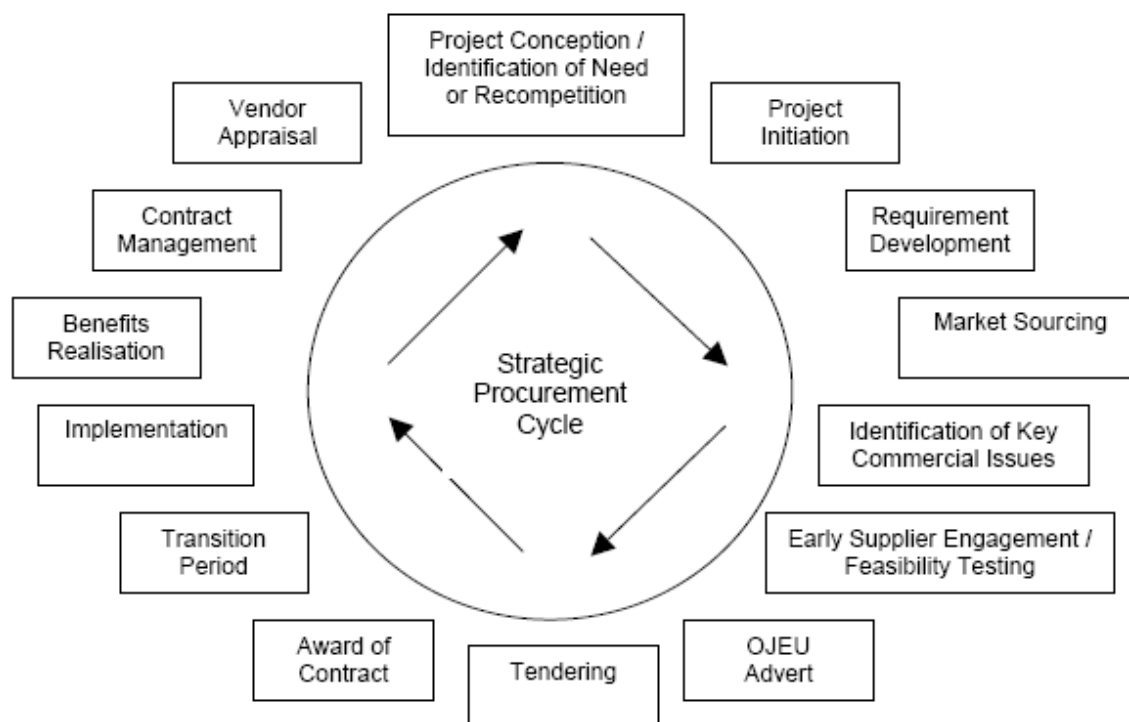 Project Conception /
Identification of Need
or Recompetition
Project
Initiation
Requirement
Development
Market Sourcing
Identification of Key
Commercial Issues
Early Supplier Engagement /
Feasibility Testing
OJEU
Advert
Tendering
Award of
Contract
Transition
Period
Implementation
Benefits
Realisation
Contract
Management
Vendor
Appraisal
Strategic
Procurement
Cycle